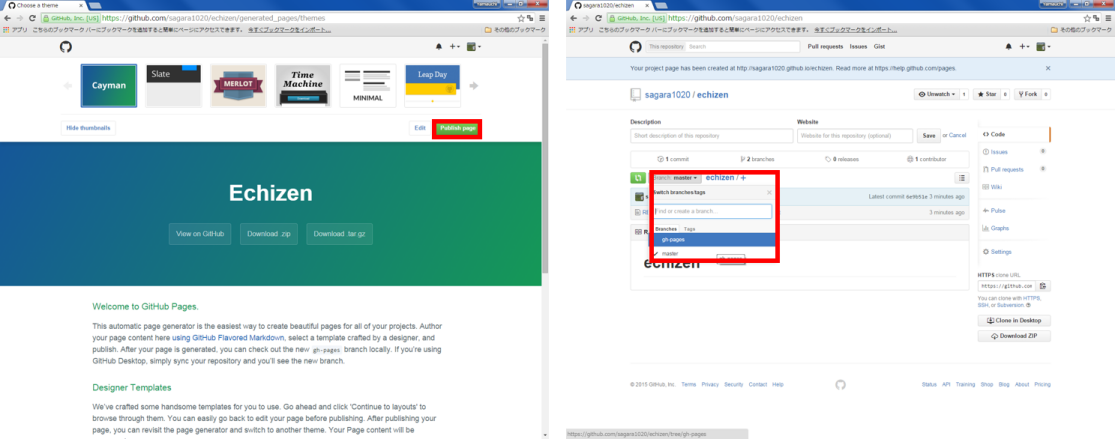 Choose a theme
GitHub, Inc. [US] https://github.com/sagara1020/echizen/generated_pages/themes
アプリ こちらのブックマーク バーにブックマークを追加すると簡単にページにアクセスできます。 今すぐブックマークをインポート...
その他のブックマーク
Cayman
Slate
MERLOT
Time
Machine
MINIMAL
Leap Day
Hide thumbnails
Edit
Publish page
Echizen
View on GitHub
Download .zip
Download .tar.gz
Welcome to GitHub Pages.
This automatic page generator is the easiest way to create beautiful pages for all of your projects. Author
your page content here using GitHub Flavored Markdown, select a template crafted by a designer, and
publish. After your page is generated, you can check out the new gh-pages branch locally. If you're using
GitHub Desktop, simply sync your repository and you'll see the new branch.
Designer Templates
We've crafted some handsome templates for you to use. Go ahead and click 'Continue to layouts' to
browse through them. You can easily go back to edit your page before publishing. After publishing your
page, you can revisit the page generator and switch to another theme. Your Page content will be
sagara1020/echizen
GitHub, Inc. [US] https://github.com/sagara1020/echizen
アプリ こちらのブックマーク バーにブックマークを追加すると簡単にページにアクセスできます。 今すぐブックマークをインポート...
その他のブックマーク
This repository Search
Pull requests Issues Gist
Your project page has been created at http://sagara1020.github.io/echizen. Read more at https://help.github.com/pages.
sagara1020 / echizen
Unwatch 1
Star 0
Fork 0
Description
Website
Short description of this repository
Website for this repository (optional)
Save or Cancel
1 commit
2 branches
0 releases
1 contributor
Branch: master
echizen / +
Switch branches/tags
Latest commit
3 minutes ago
Find or create a branch...
3 minutes ago
Branches Tags
gh-pages
master
gh-pages
echizen
Code
Issues 0
Pull requests 0
Wiki
Pulse
Graphs
Settings
HTTPS clone URL
https://github.com
You can clone with HTTPS,
SSH, or Subversion.
Clone in Desktop
Download ZIP
© 2015 GitHub, Inc. Terms Privacy Security Contact Help
Status API Training Shop Blog About Pricing
https://github.com/sagara1020/echizen/tree/gh-pages